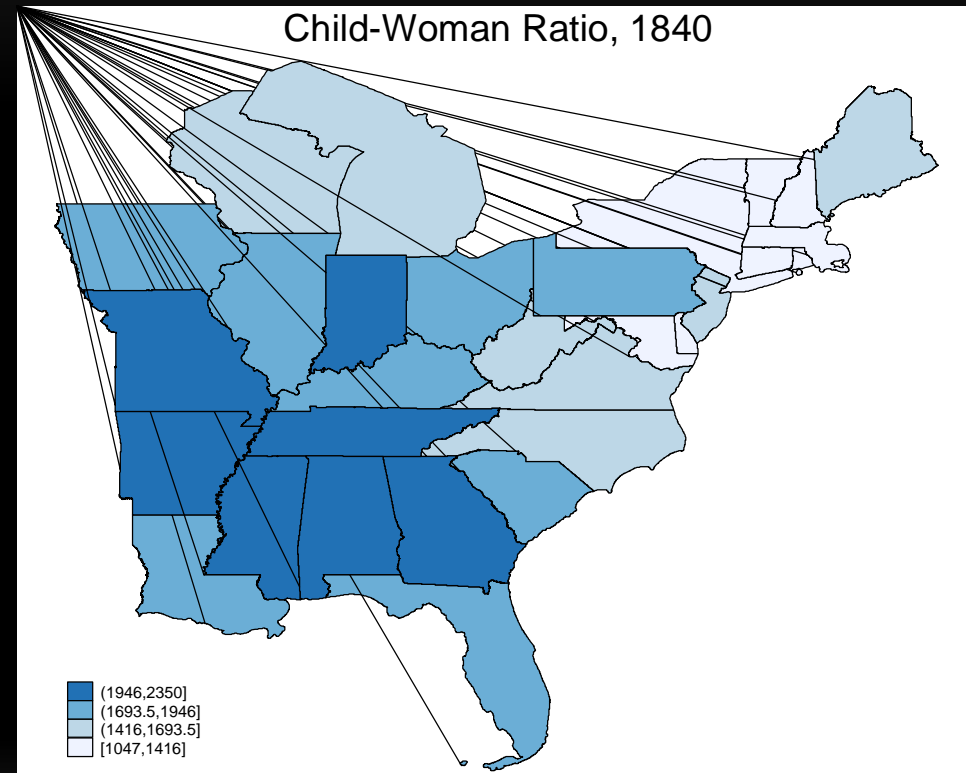 Child-Woman Ratio, 1840
(1946,2350]
(1693.5,1946]
(1416,1693.5]
[1047,1416]